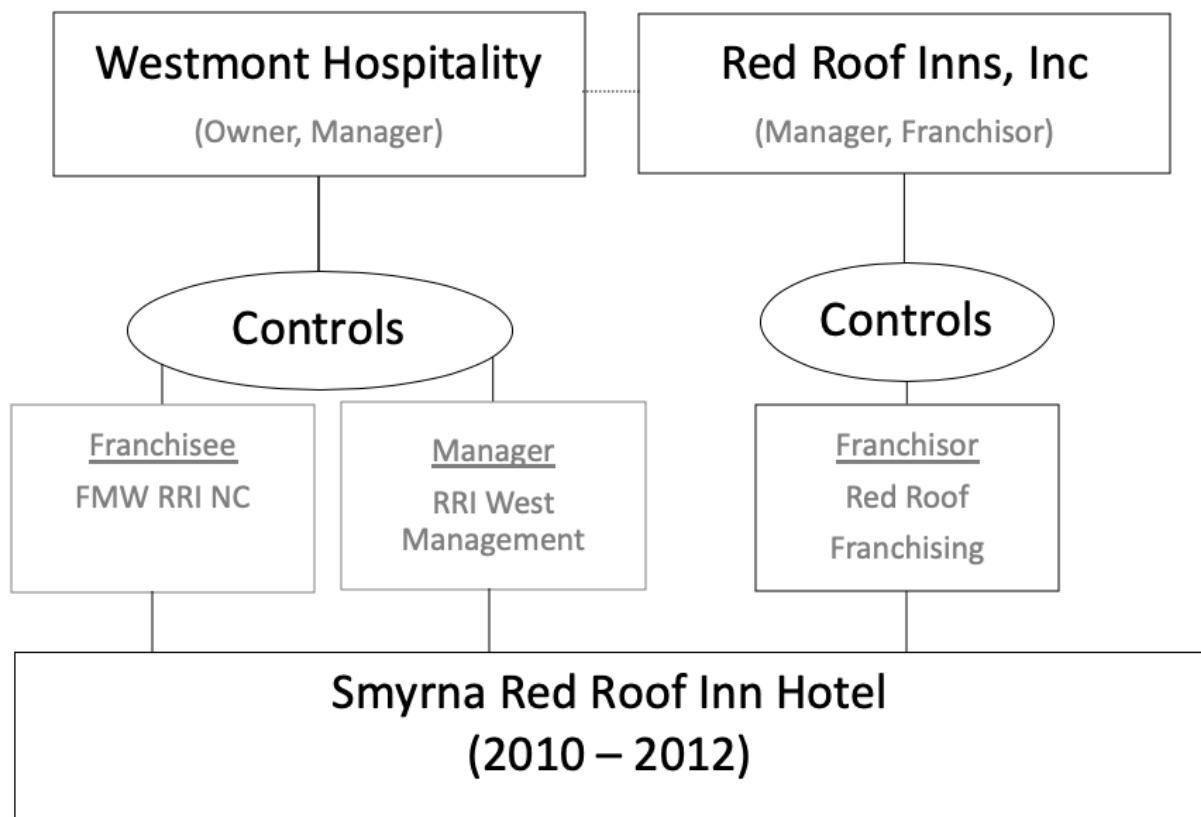 Westmont Hospitality
(Owner, Manager)
Red Roof Inns, Inc
(Manager, Franchisor)
Controls
Controls
Franchisee
FMW RRI NC
Manager
RRI West
Management
Franchisor
Red Roof
Franchising
Smyrna Red Roof Inn Hotel
(2010 – 2012)